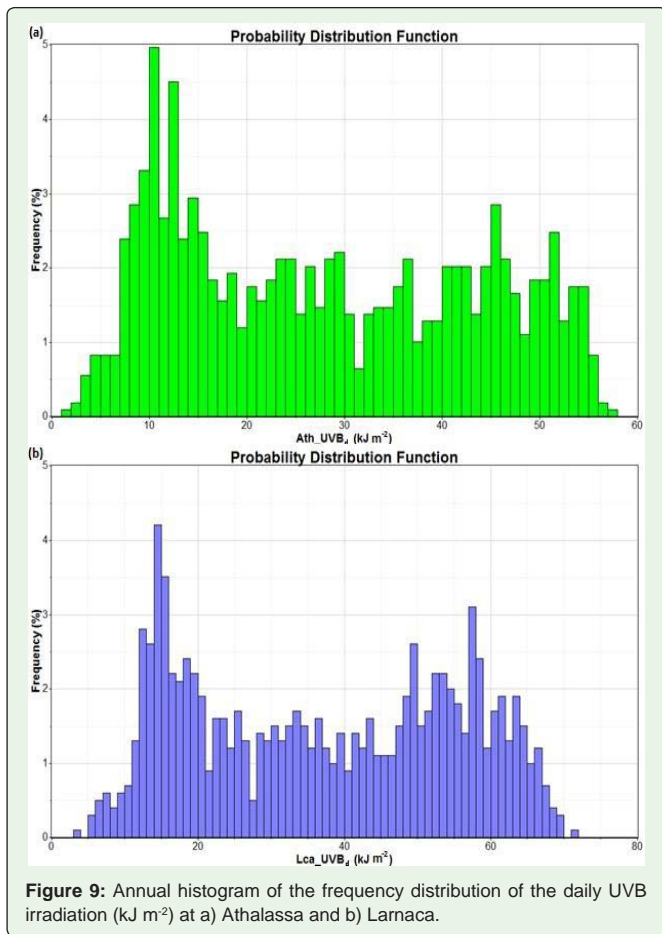 (a)
Probability Distribution Function
5
4
3
2
1
0
Frequency (%)
0 10 20 30 40 50 60
Ath_UVBd (kJ m-2)
(b)
Probability Distribution Function
5
4
3
2
1
0
Frequency (%)
0 20 40 60 80
Lca_UVBd (kJ m-2)
Figure 9: Annual histogram of the frequency distribution of the daily UVB
irradiation (kJ m-2) at a) Athalassa and b) Larnaca.